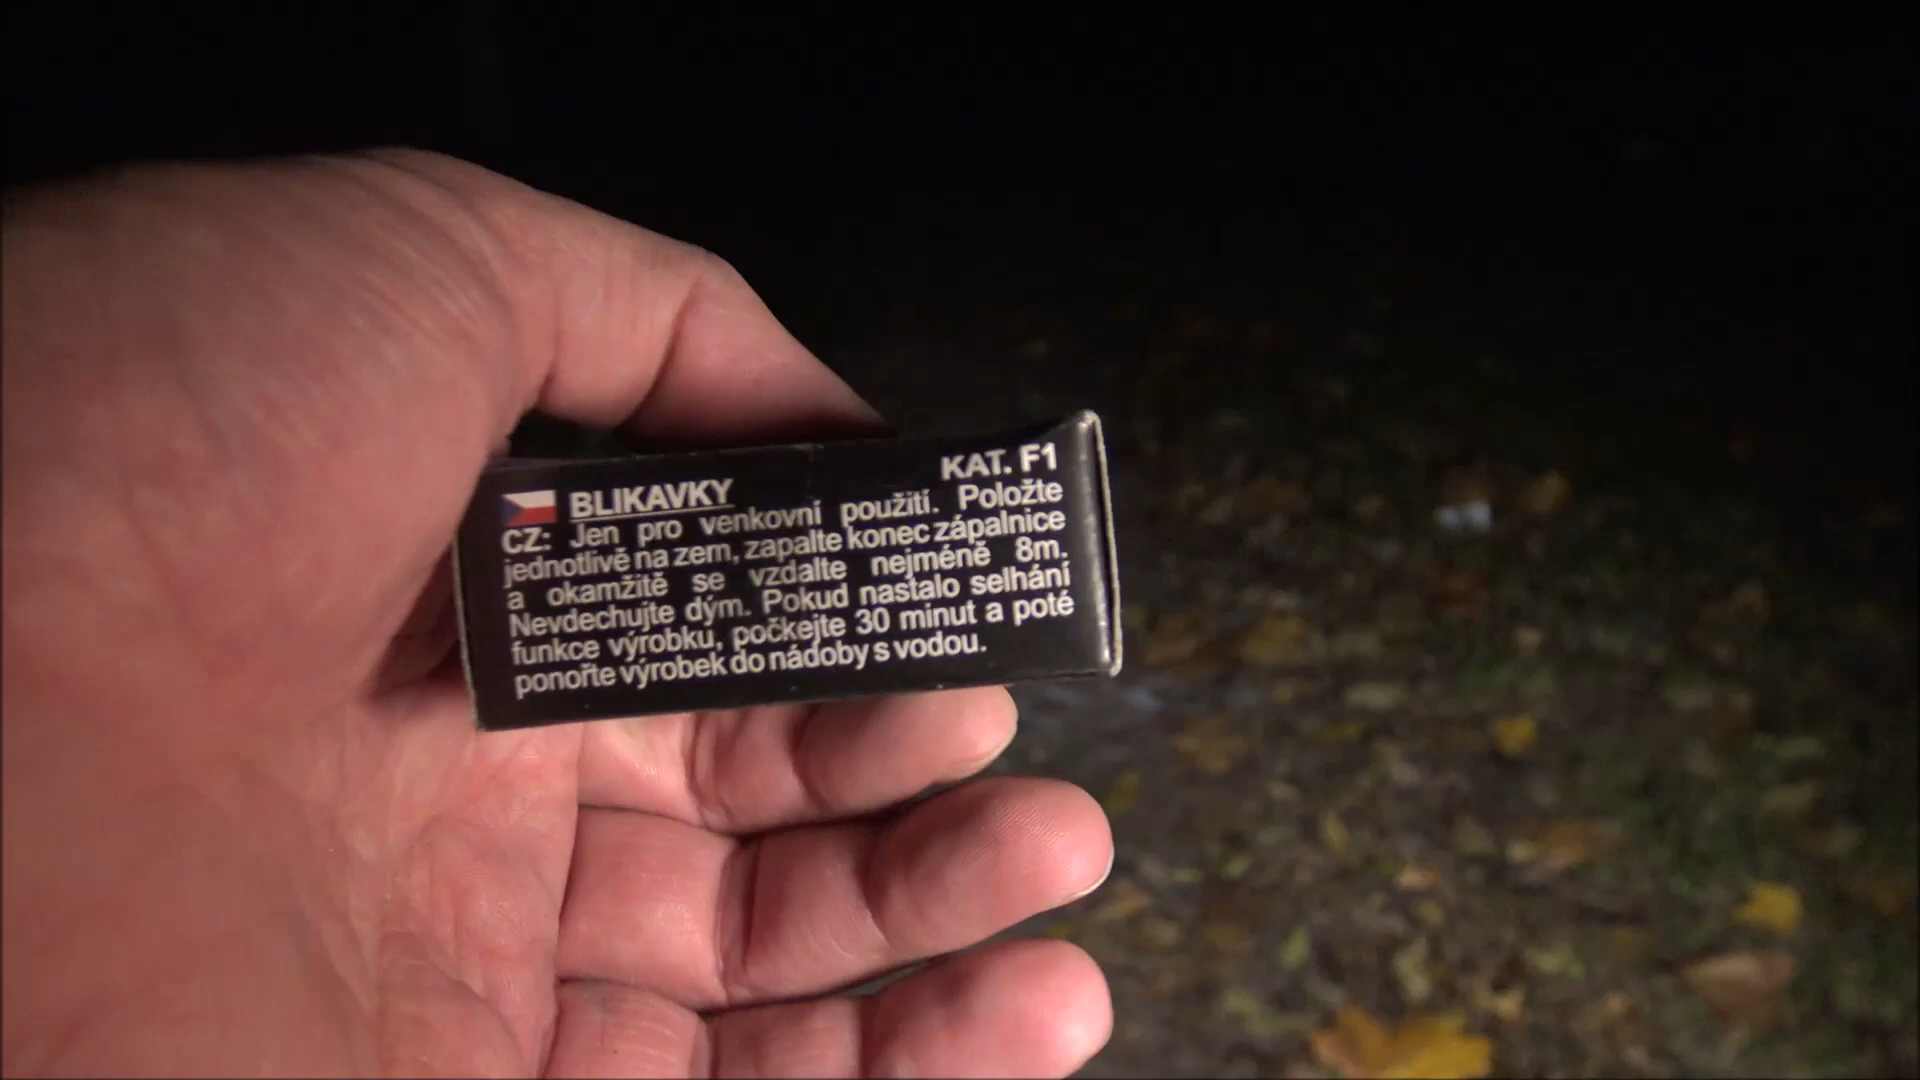 BLIKAVKY KAT. F1
CZ: Jen pro venkovní použití. Položte
jednotlivě na zem, zapalte konec zápalnice
a okamžitě se vzdalte nejméně 8m.
Nevdechujte dým. Pokud nastalo selhání
funkce výrobku, počkejte 30 minut a poté
ponořte výrobek do nádoby s vodou.